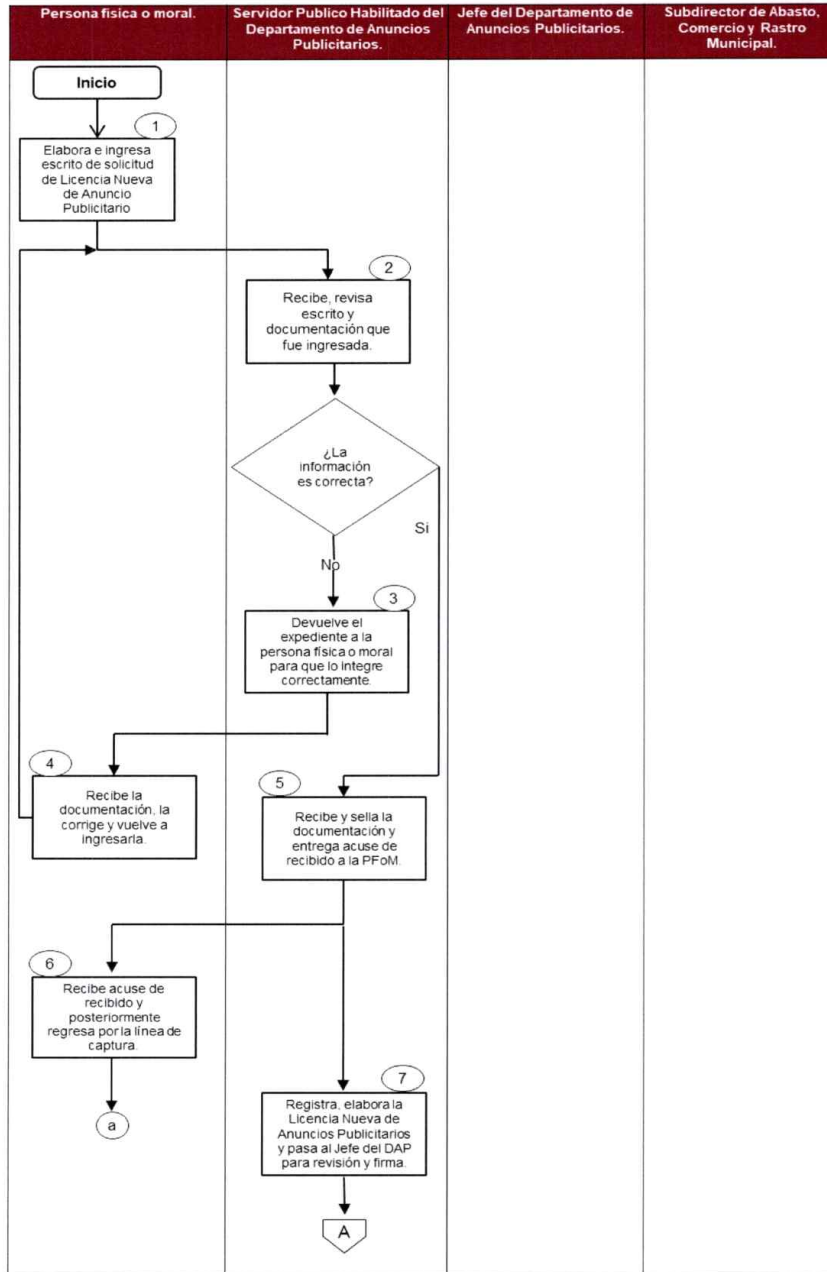 Persona fisica o moral.
Servidor Publico Habilitado del
Departamento de Anuncios
Publicitarios.
Jefe del Departamento de
Anuncios Publicitarios.
Subdirector de Abasto,
Comercio y Rastro
Municipal.
Inicio
1
Elabora e ingresa
escrito de solicitud
de Licencia Nueva
de Anuncio
Publicitario
2
Recibe, revisa
escrito y
documentación que
fue ingresada.
¿La
información
es correcta?
Si
No
3
Devuelve el
expediente a la
persona física o moral
para que lo integre
correctamente.
4
Recibe la
documentación, la
corrige y vuelve a
ingresarla.
5
Recibe y sella la
documentación y
entrega acuse de
recibido a la PFoM.
6
Recibe acuse de
recibido y
posteriormente
regresa por la línea de
captura.
a
7
Registra, elabora la
Licencia Nueva de
Anuncios Publicitarios
y pasa al Jefe del DAP
para revisión y firma.
A